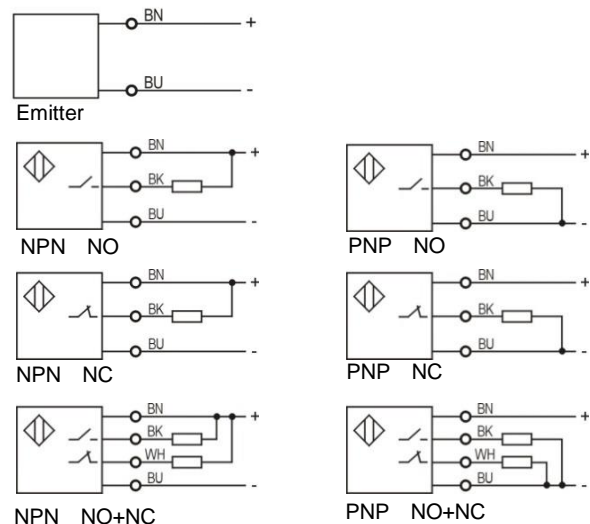 BN +
BU -
Emitter
BN +
BK
BU -
NPN NO
BN +
BK
BU -
PNP NO
BN +
BK
BU -
NPN NC
BN +
BK
BU -
PNP NC
BN +
BK
WH
BU -
NPN NO+NC
BN +
BK
WH
BU -
PNP NO+NC